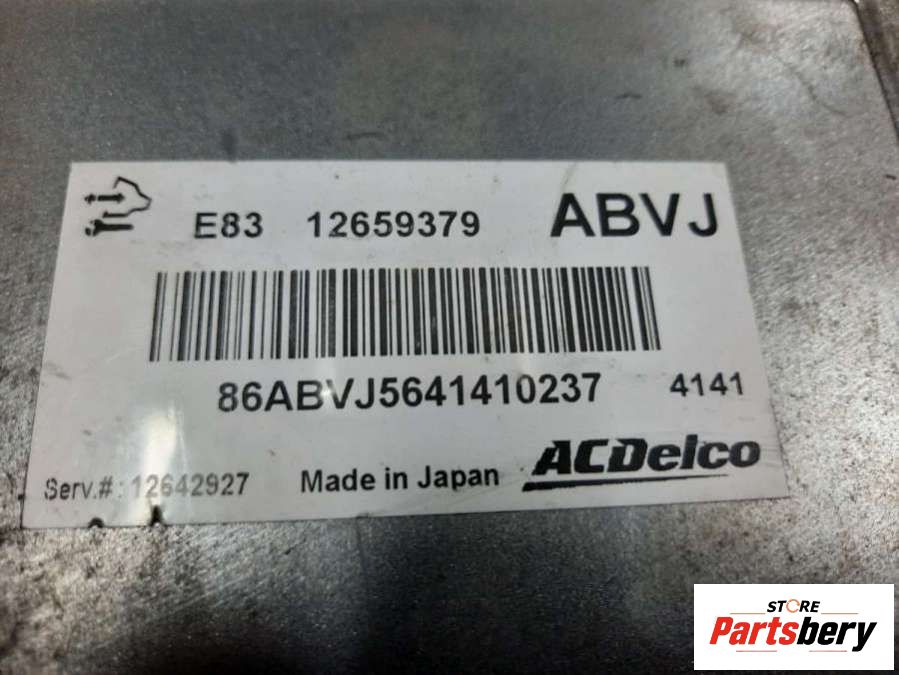 E83 12659379 ABVJ
86ABVJ5641410237 4141
Serv.#: 12642927 Made in Japan ACDelco
STORE
Partsbery